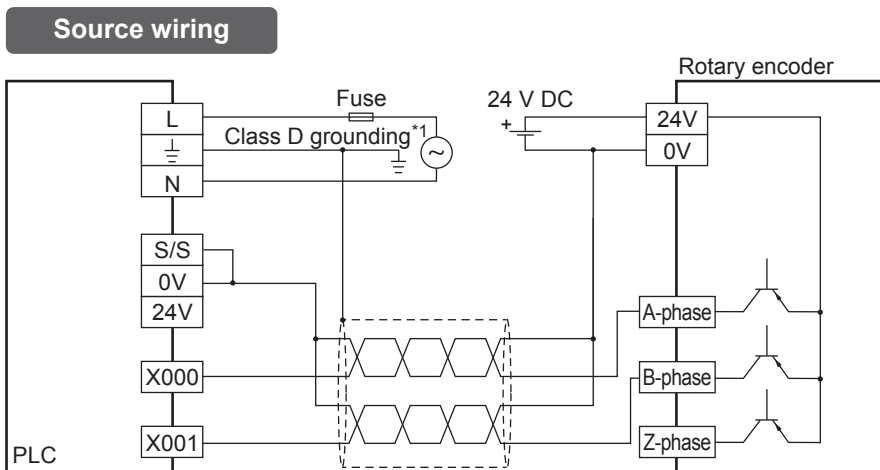 Source wiring
Rotary encoder
Fuse
24 V DC
L
Class D grounding*1
+
24V
0V
N
~
S/S
0V
24V
A-phase
X000
B-phase
X001
Z-phase
PLC